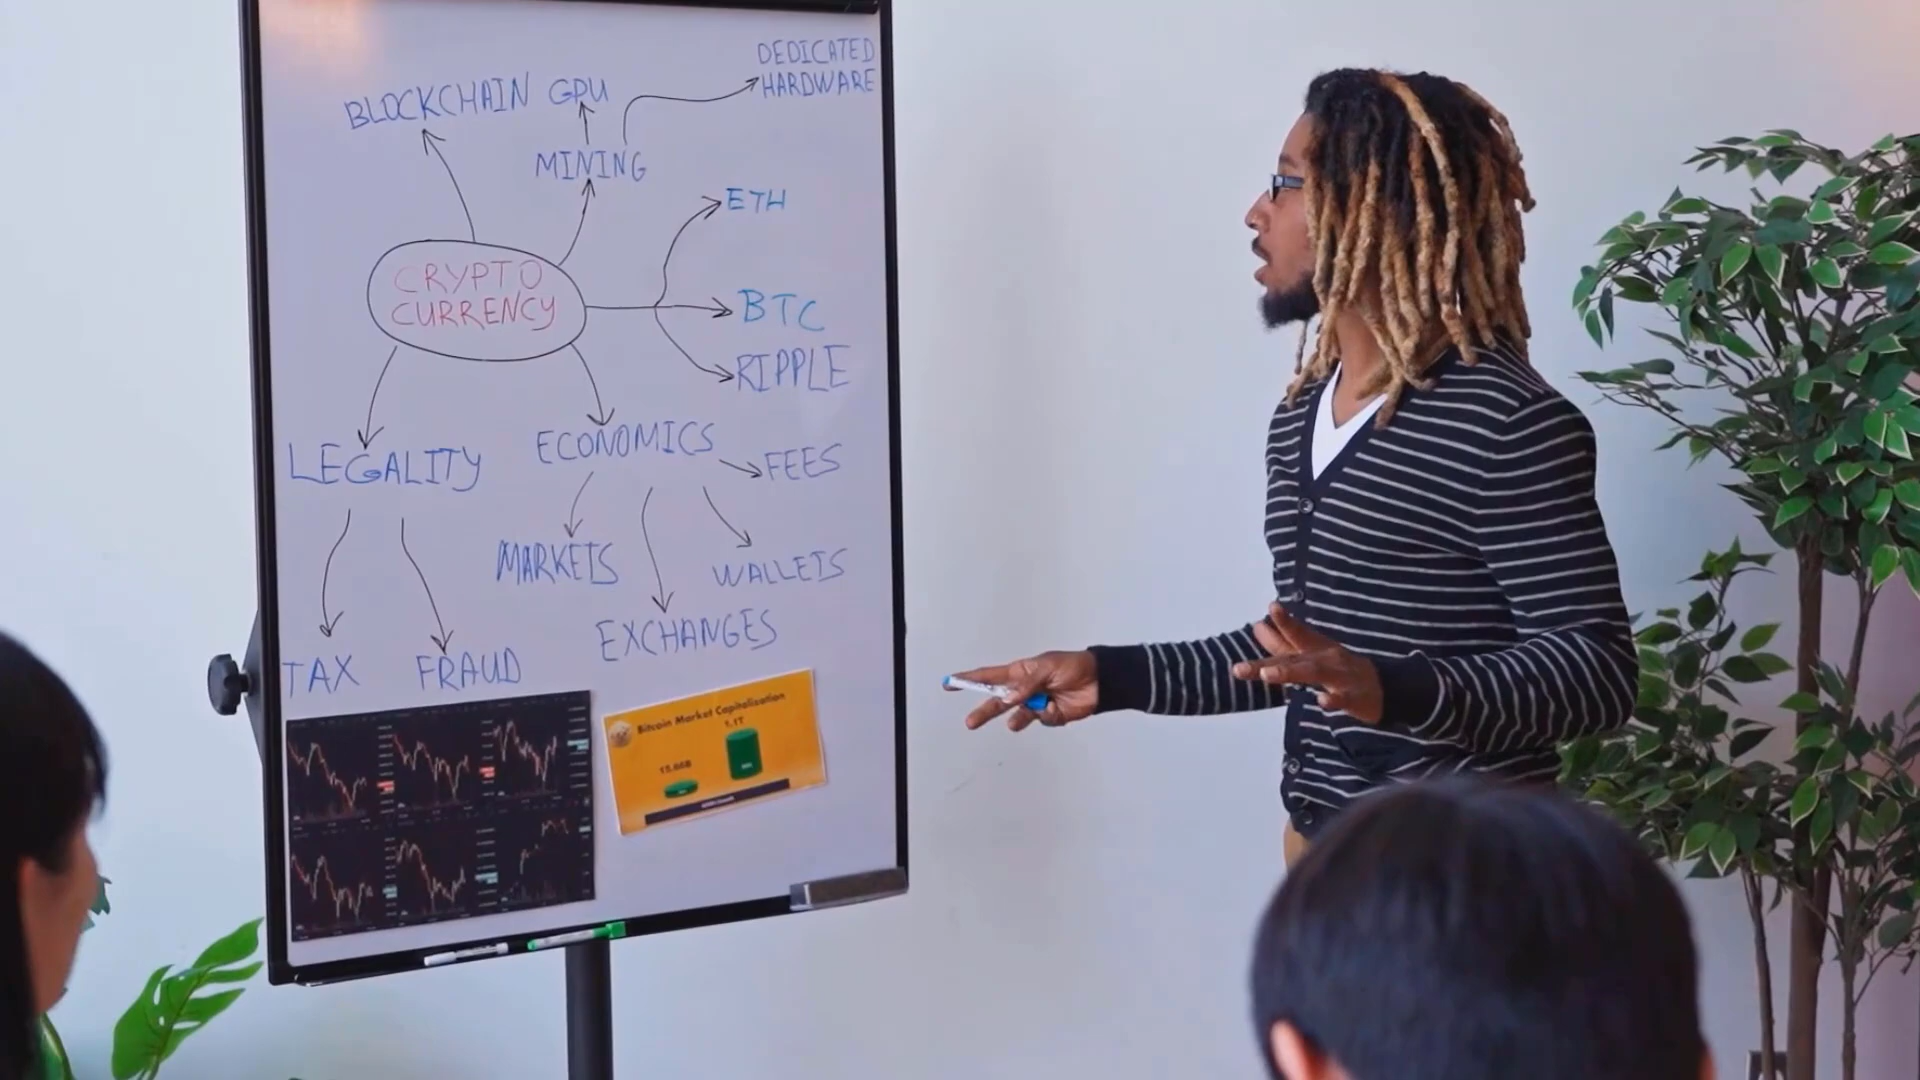 DEDICATED
HARDWARE
BLOCKCHAIN
GPU
MINING
ETH
CRYPTO
CURRENCY
BTC
RIPPLE
LEGALITY
ECONOMICS
FEES
MARKETS
WALLETS
EXCHANGES
TAX
FRAUD
Bitcoin Market Capitalization
1.1T